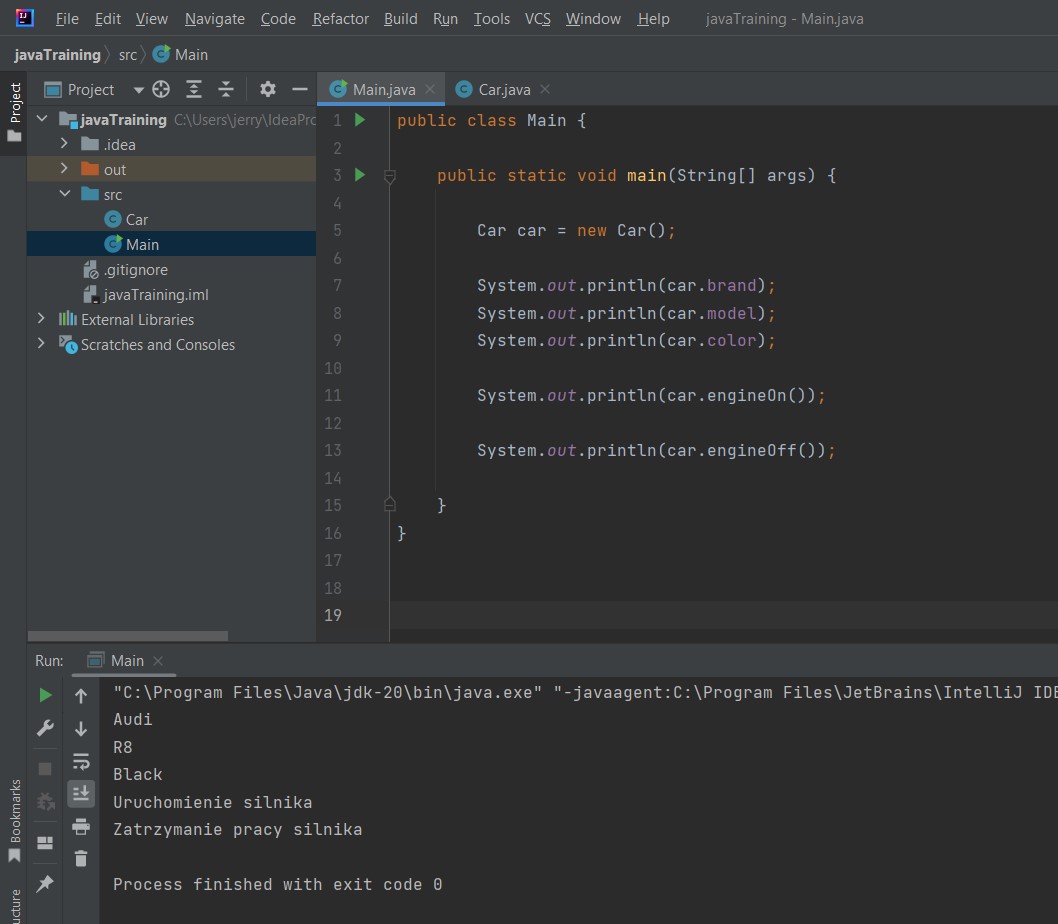 File Edit View Navigate Code Refactor Build Run Tools VCS Window Help javaTraining - Main.java
javaTraining src Main
Project
Project
Main.java Car.java
javaTraining C:\Users\jerry\IdeaPro
.idea
out
src
Car
Main
.gitignore
javaTraining.iml
External Libraries
Scratches and Consoles
1 public class Main {
2
3 public static void main(String[] args) {
4
5 Car car = new Car();
6
7 System.out.println(car.brand);
8 System.out.println(car.model);
9 System.out.println(car.color);
10
11 System.out.println(car.engineOn());
12
13 System.out.println(car.engineOff());
14
15 }
16 }
17
18
19
Run: Main
"C:\Program Files\Java\jdk-20\bin\java.exe" "-javaagent:C:\Program Files\JetBrains\IntelliJ IDE
Audi
R8
Black
Uruchomienie silnika
Zatrzymanie pracy silnika
Process finished with exit code 0
Bookmarks
ucture